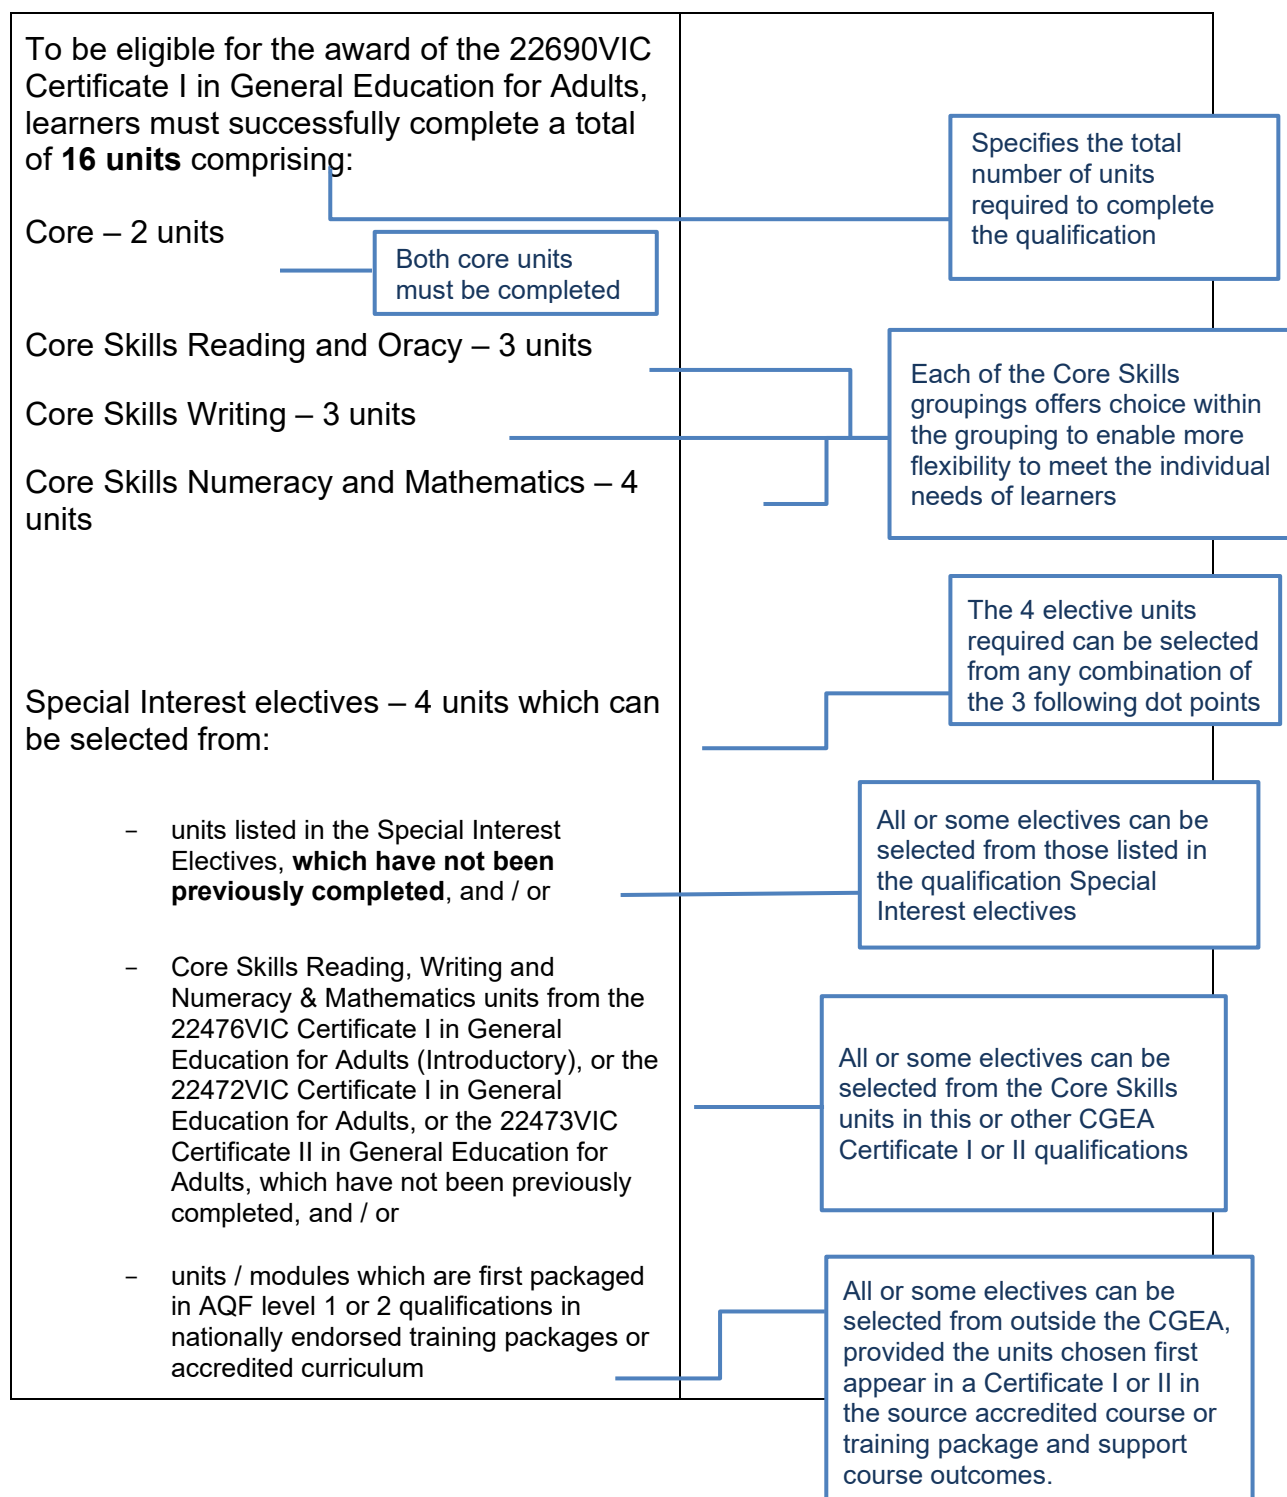 To be eligible for the award of the 22690VIC
Certificate I in General Education for Adults,
learners must successfully complete a total
of 16 units comprising:
Specifies the total
number of units
required to complete
the qualification
Core – 2 units
Both core units
must be completed
Core Skills Reading and Oracy – 3 units
Core Skills Writing – 3 units
Core Skills Numeracy and Mathematics – 4
units
Each of the Core Skills
groupings offers choice within
the grouping to enable more
flexibility to meet the individual
needs of learners
Special Interest electives – 4 units which can
be selected from:
The 4 elective units
required can be selected
from any combination of
the 3 following dot points
– units listed in the Special Interest
Electives, which have not been
previously completed, and / or
All or some electives can be
selected from those listed in
the qualification Special
Interest electives
– Core Skills Reading, Writing and
Numeracy & Mathematics units from the
22476VIC Certificate I in General
Education for Adults (Introductory), or the
22472VIC Certificate I in General
Education for Adults, or the 22473VIC
Certificate II in General Education for
Adults, which have not been previously
completed, and / or
All or some electives can be
selected from the Core Skills
units in this or other CGEA
Certificate I or II qualifications
– units / modules which are first packaged
in AQF level 1 or 2 qualifications in
nationally endorsed training packages or
accredited curriculum
All or some electives can be
selected from outside the CGEA,
provided the units chosen first
appear in a Certificate I or II in
the source accredited course or
training package and support
course outcomes.